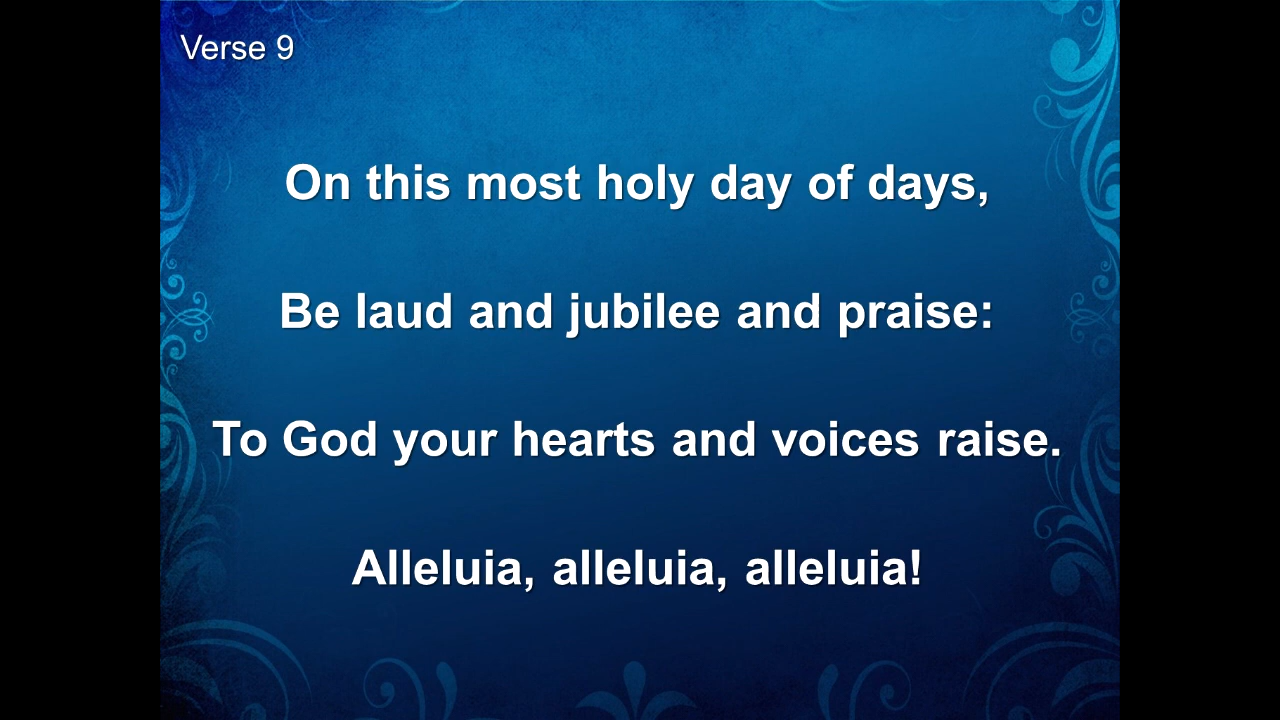 Verse 9
On this most holy day of days,
Be laud and jubilee and praise:
To God your hearts and voices raise.
Alleluia, alleluia, alleluia!